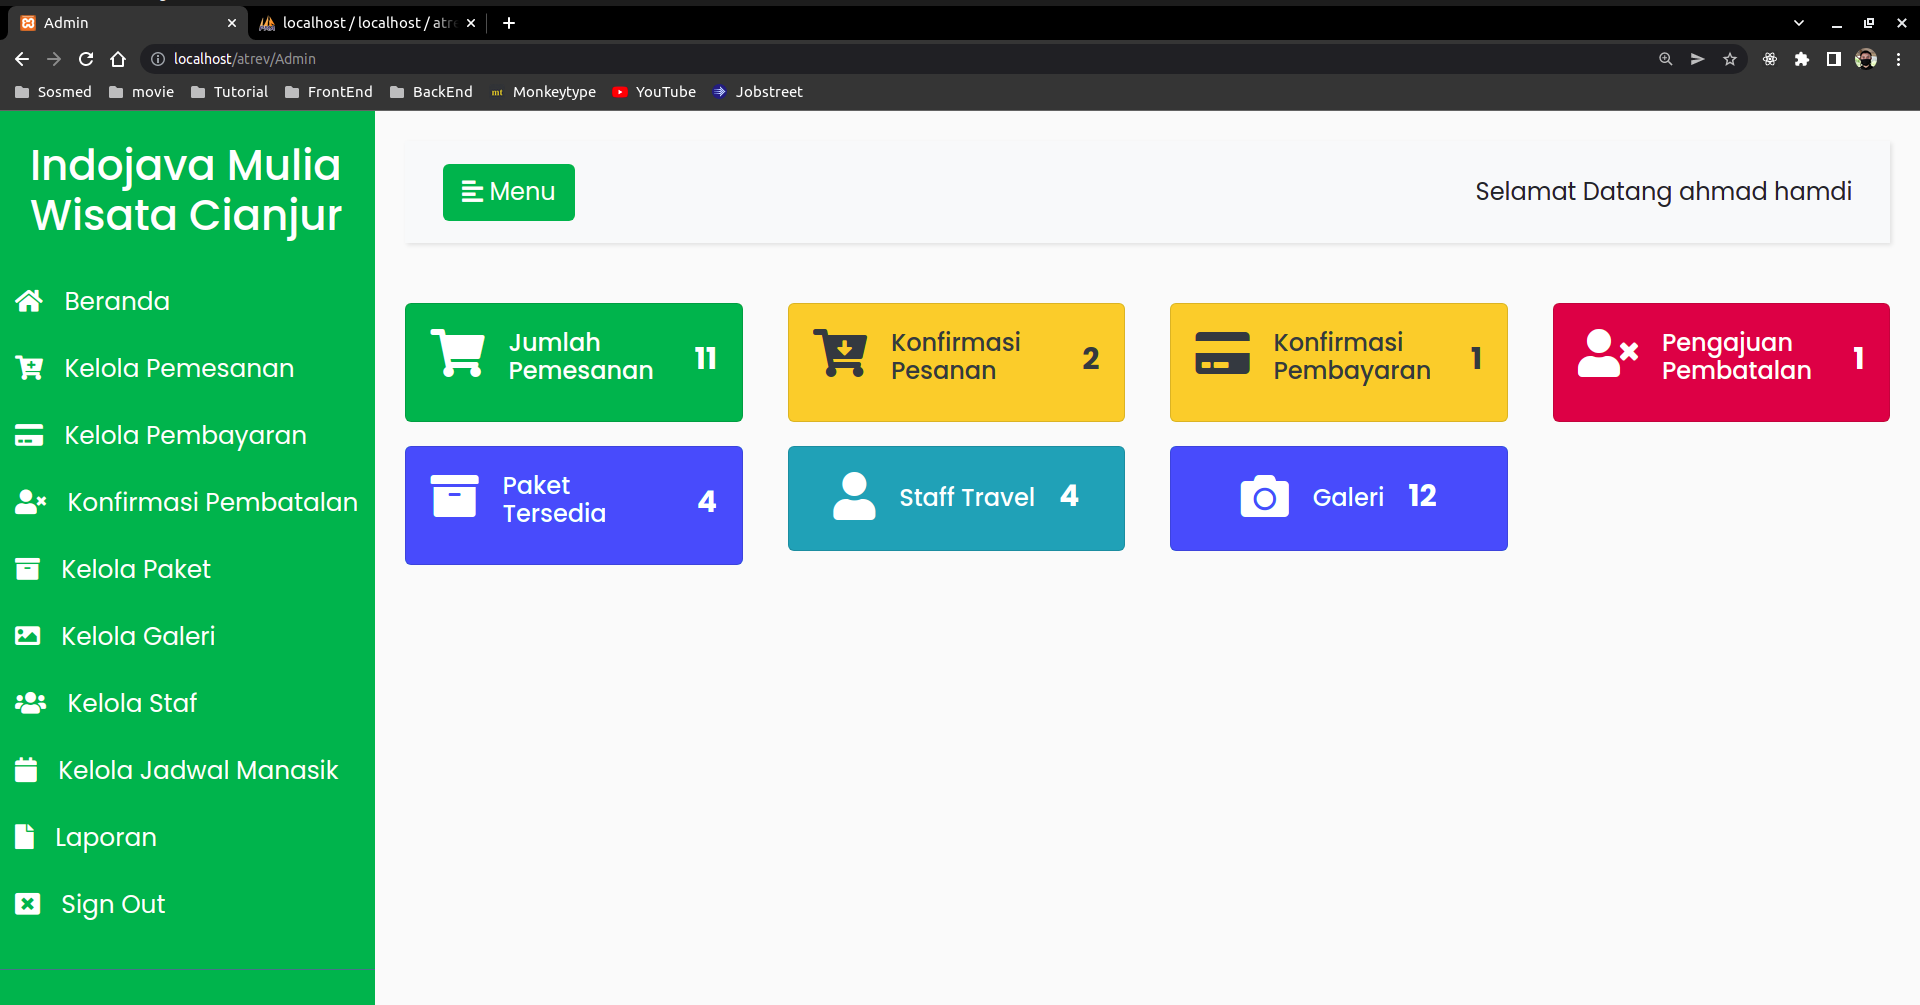 Admin
localhost / localhost / atre
localhost/atrev/Admin
Sosmed movie Tutorial FrontEnd BackEnd mt Monkeytype YouTube Jobstreet
Indojava Mulia
Wisata Cianjur
Beranda
Kelola Pemesanan
Kelola Pembayaran
Konfirmasi Pembatalan
Kelola Paket
Kelola Galeri
Kelola Staf
Kelola Jadwal Manasik
Laporan
Sign Out
Menu
Selamat Datang ahmad hamdi
Jumlah
Pemesanan 11
Konfirmasi
Pesanan 2
Konfirmasi
Pembayaran 1
Pengajuan
Pembatalan 1
Paket
Tersedia 4
Staff Travel 4
Galeri 12